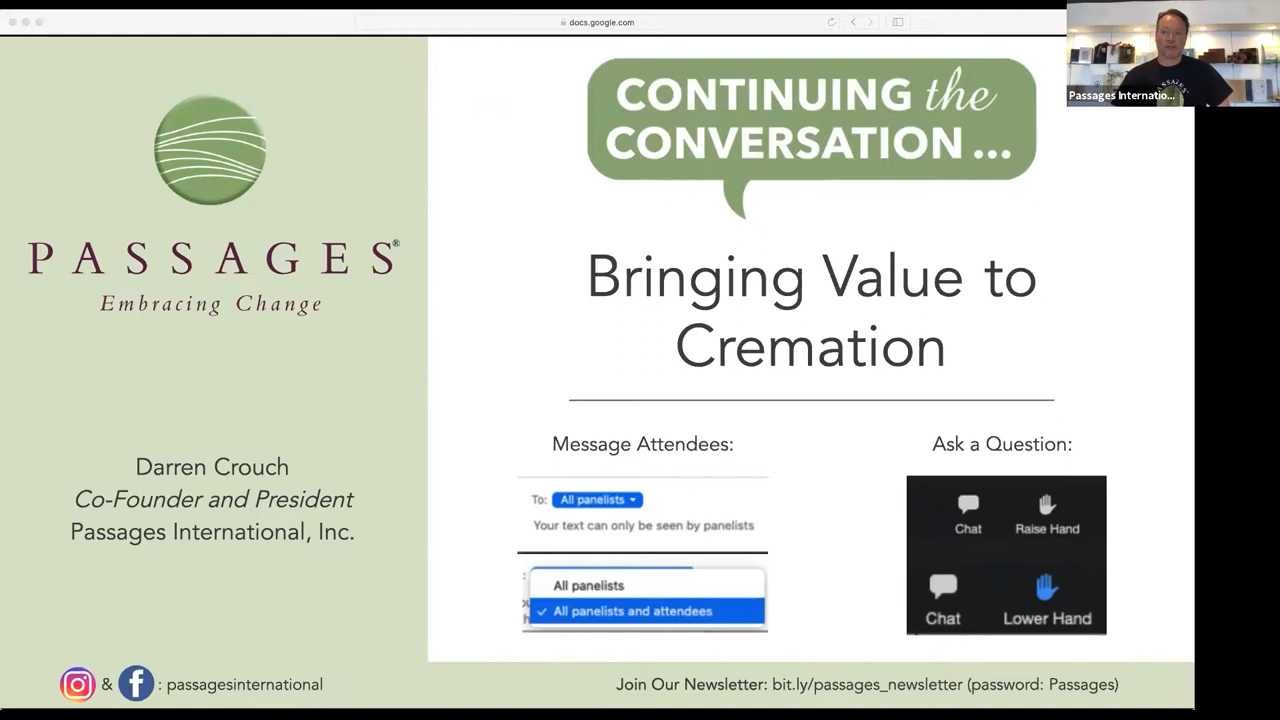 docs.google.com
Passages Internatio...
CONTINUING the
CONVERSATION ...
PASSAGES®
Embracing Change
Bringing Value to
Cremation
Darren Crouch
Co-Founder and President
Passages International, Inc.
Message Attendees:
To: All panelists
Your text can only be seen by panelists
All panelists
✓ All panelists and attendees
Ask a Question:
Chat Raise Hand
Chat Lower Hand
& : passagesinternational
Join Our Newsletter: bit.ly/passages_newsletter (password: Passages)